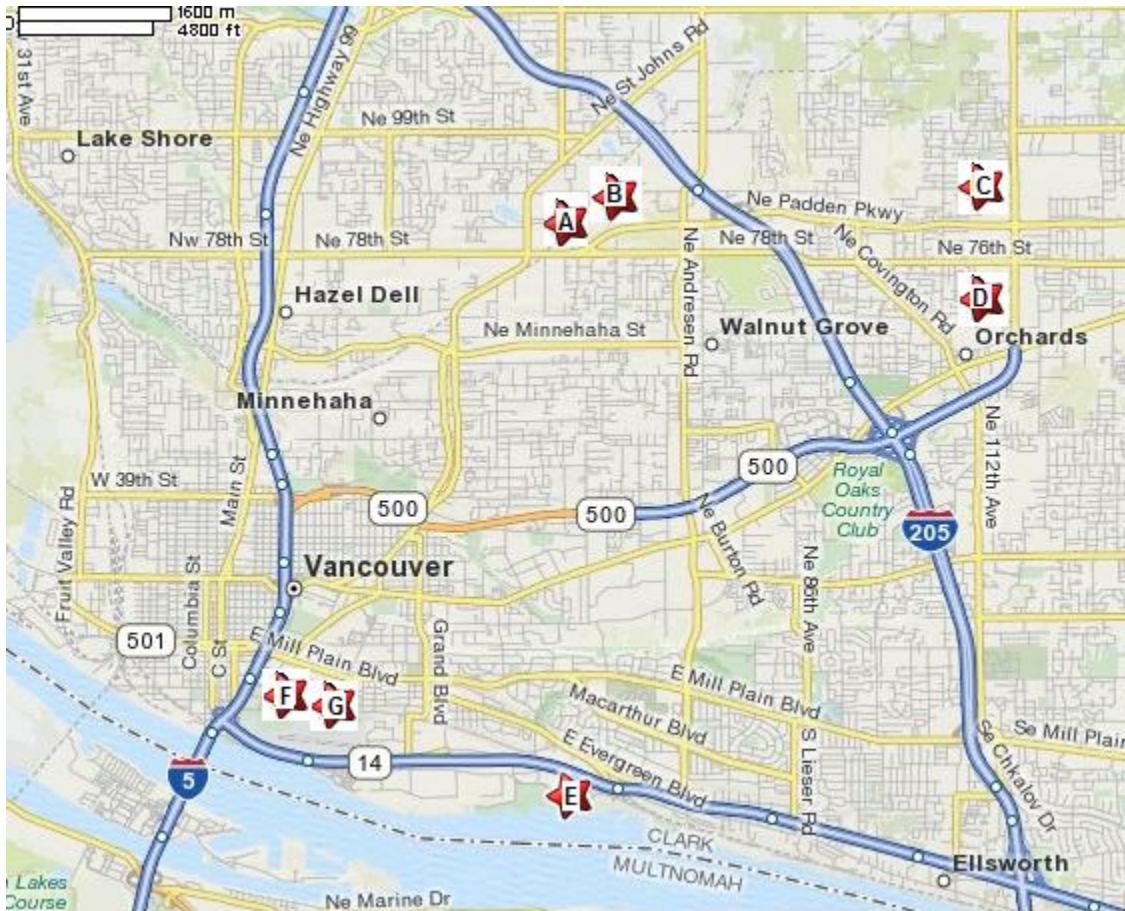 1600 m
4800 ft
31st Ave
Ne Highway 99
Ne St Johns Rd
Ne 99th St
Lake Shore
B
C
A
Ne Padden Pkwy
Nw 78th St
Ne 78th St
Ne 78th St
Ne Covington Rd
Ne 76th St
Ne Andresen Rd
Hazel Dell
D
Ne Minnehaha St
Walnut Grove
Orchards
Minnehaha
Ne 112th Ave
W 39th St
Main St
500
500
500
Royal
Oaks
Country
Club
205
Fruit Valley Rd
Vancouver
Ne Burton Rd
Ne 86th Ave
Columbia St
C St
501
E Mill Plain Blvd
Grand Blvd
E Mill Plain Blvd
F
G
Macarthur Blvd
Se Mill Plain
S Lieser Rd
Se Chkalov Dr
E Evergreen Blvd
14
5
E
CLARK
MULTNOMAH
Ellsworth
Lakes
Course
Ne Marine Dr